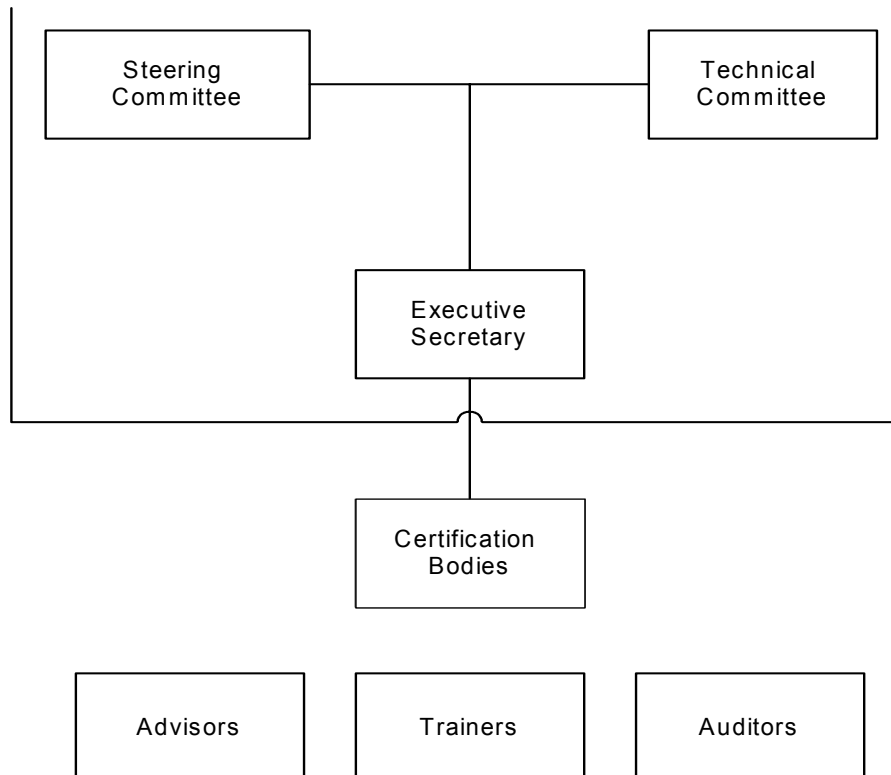 Steering
Committee
Technical
Committee
Executive
Secretary
Certification
Bodies
Advisors
Trainers
Auditors